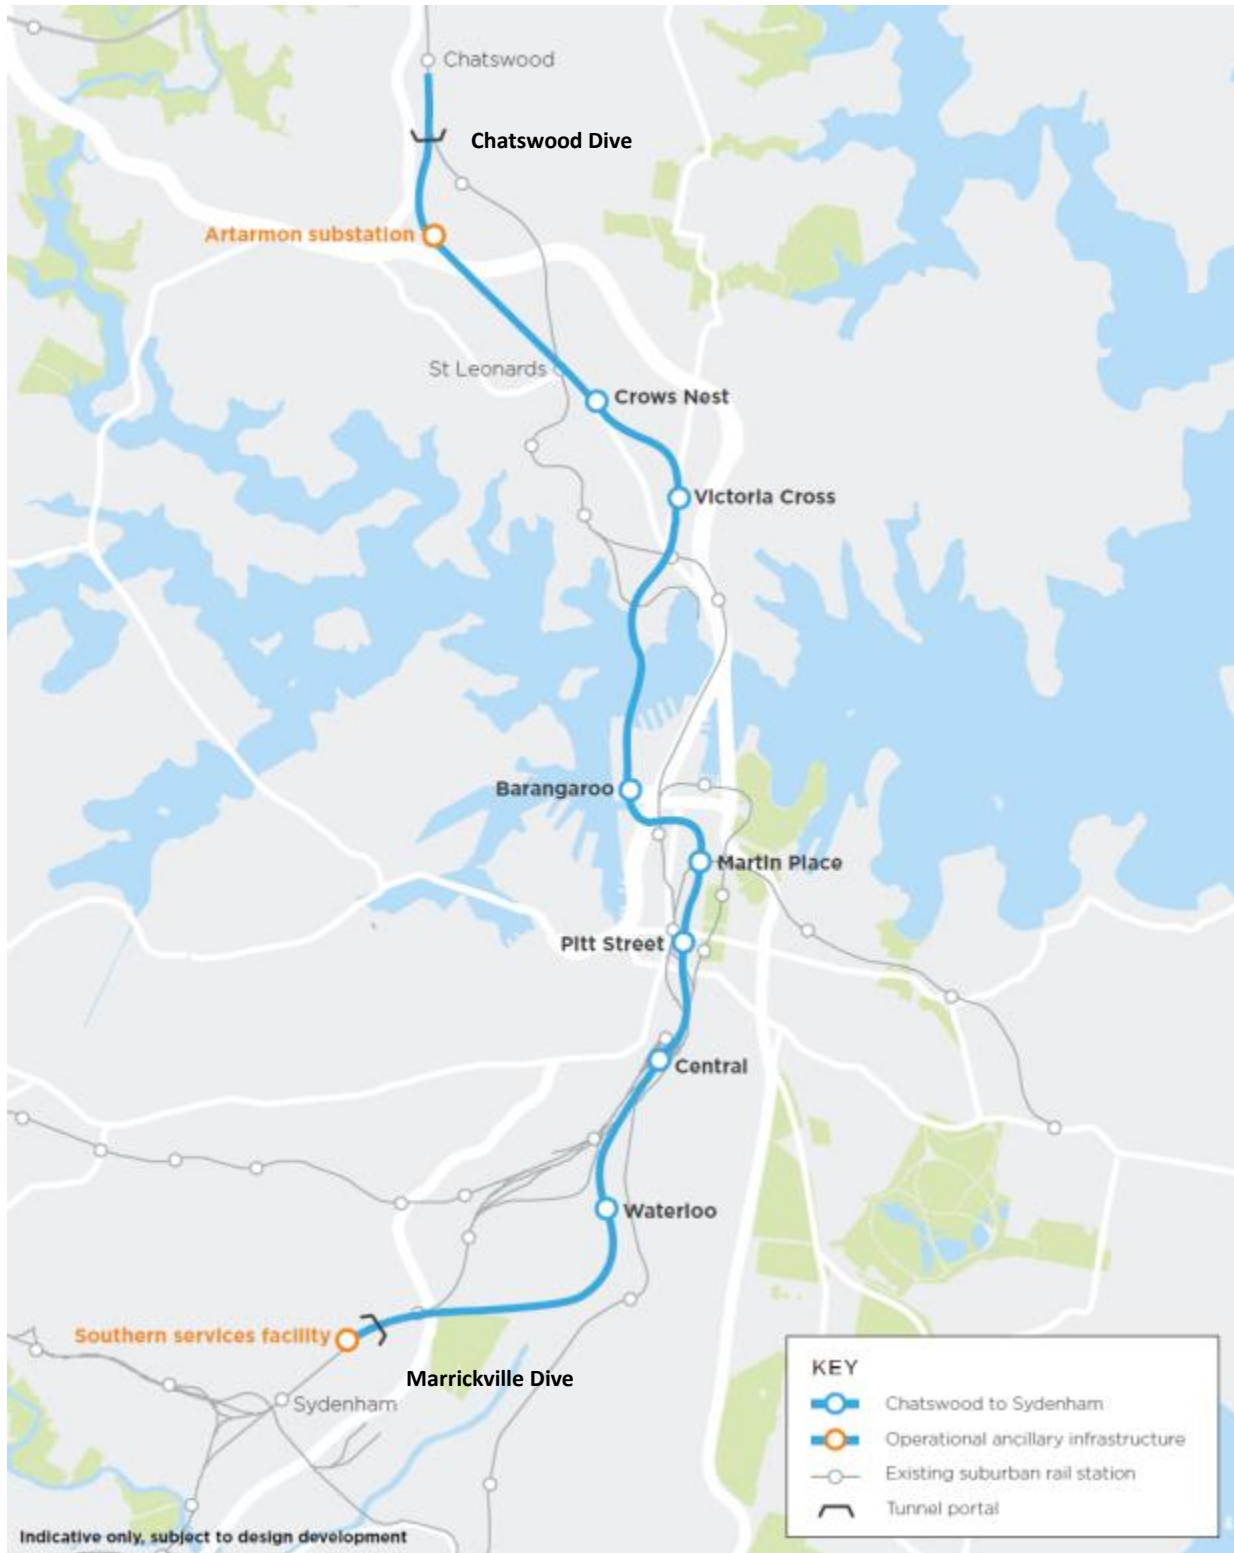 Chatswood
Chatswood Dive
Artarmon substation
St Leonards
Crows Nest
Victoria Cross
Barangaroo
Martin Place
Pitt Street
Central
Waterloo
Southern services facility
Marrickville Dive
Sydenham
KEY
Chatswood to Sydenham
Operational ancillary infrastructure
Existing suburban rail station
Tunnel portal
Indicative only, subject to design development